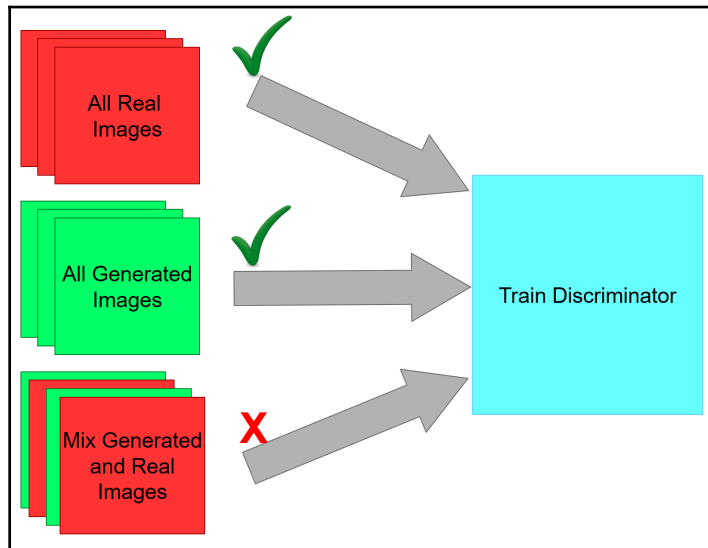 All Real
Images
All Generated
Images
Train Discriminator
X
Mix Generated
and Real
Images